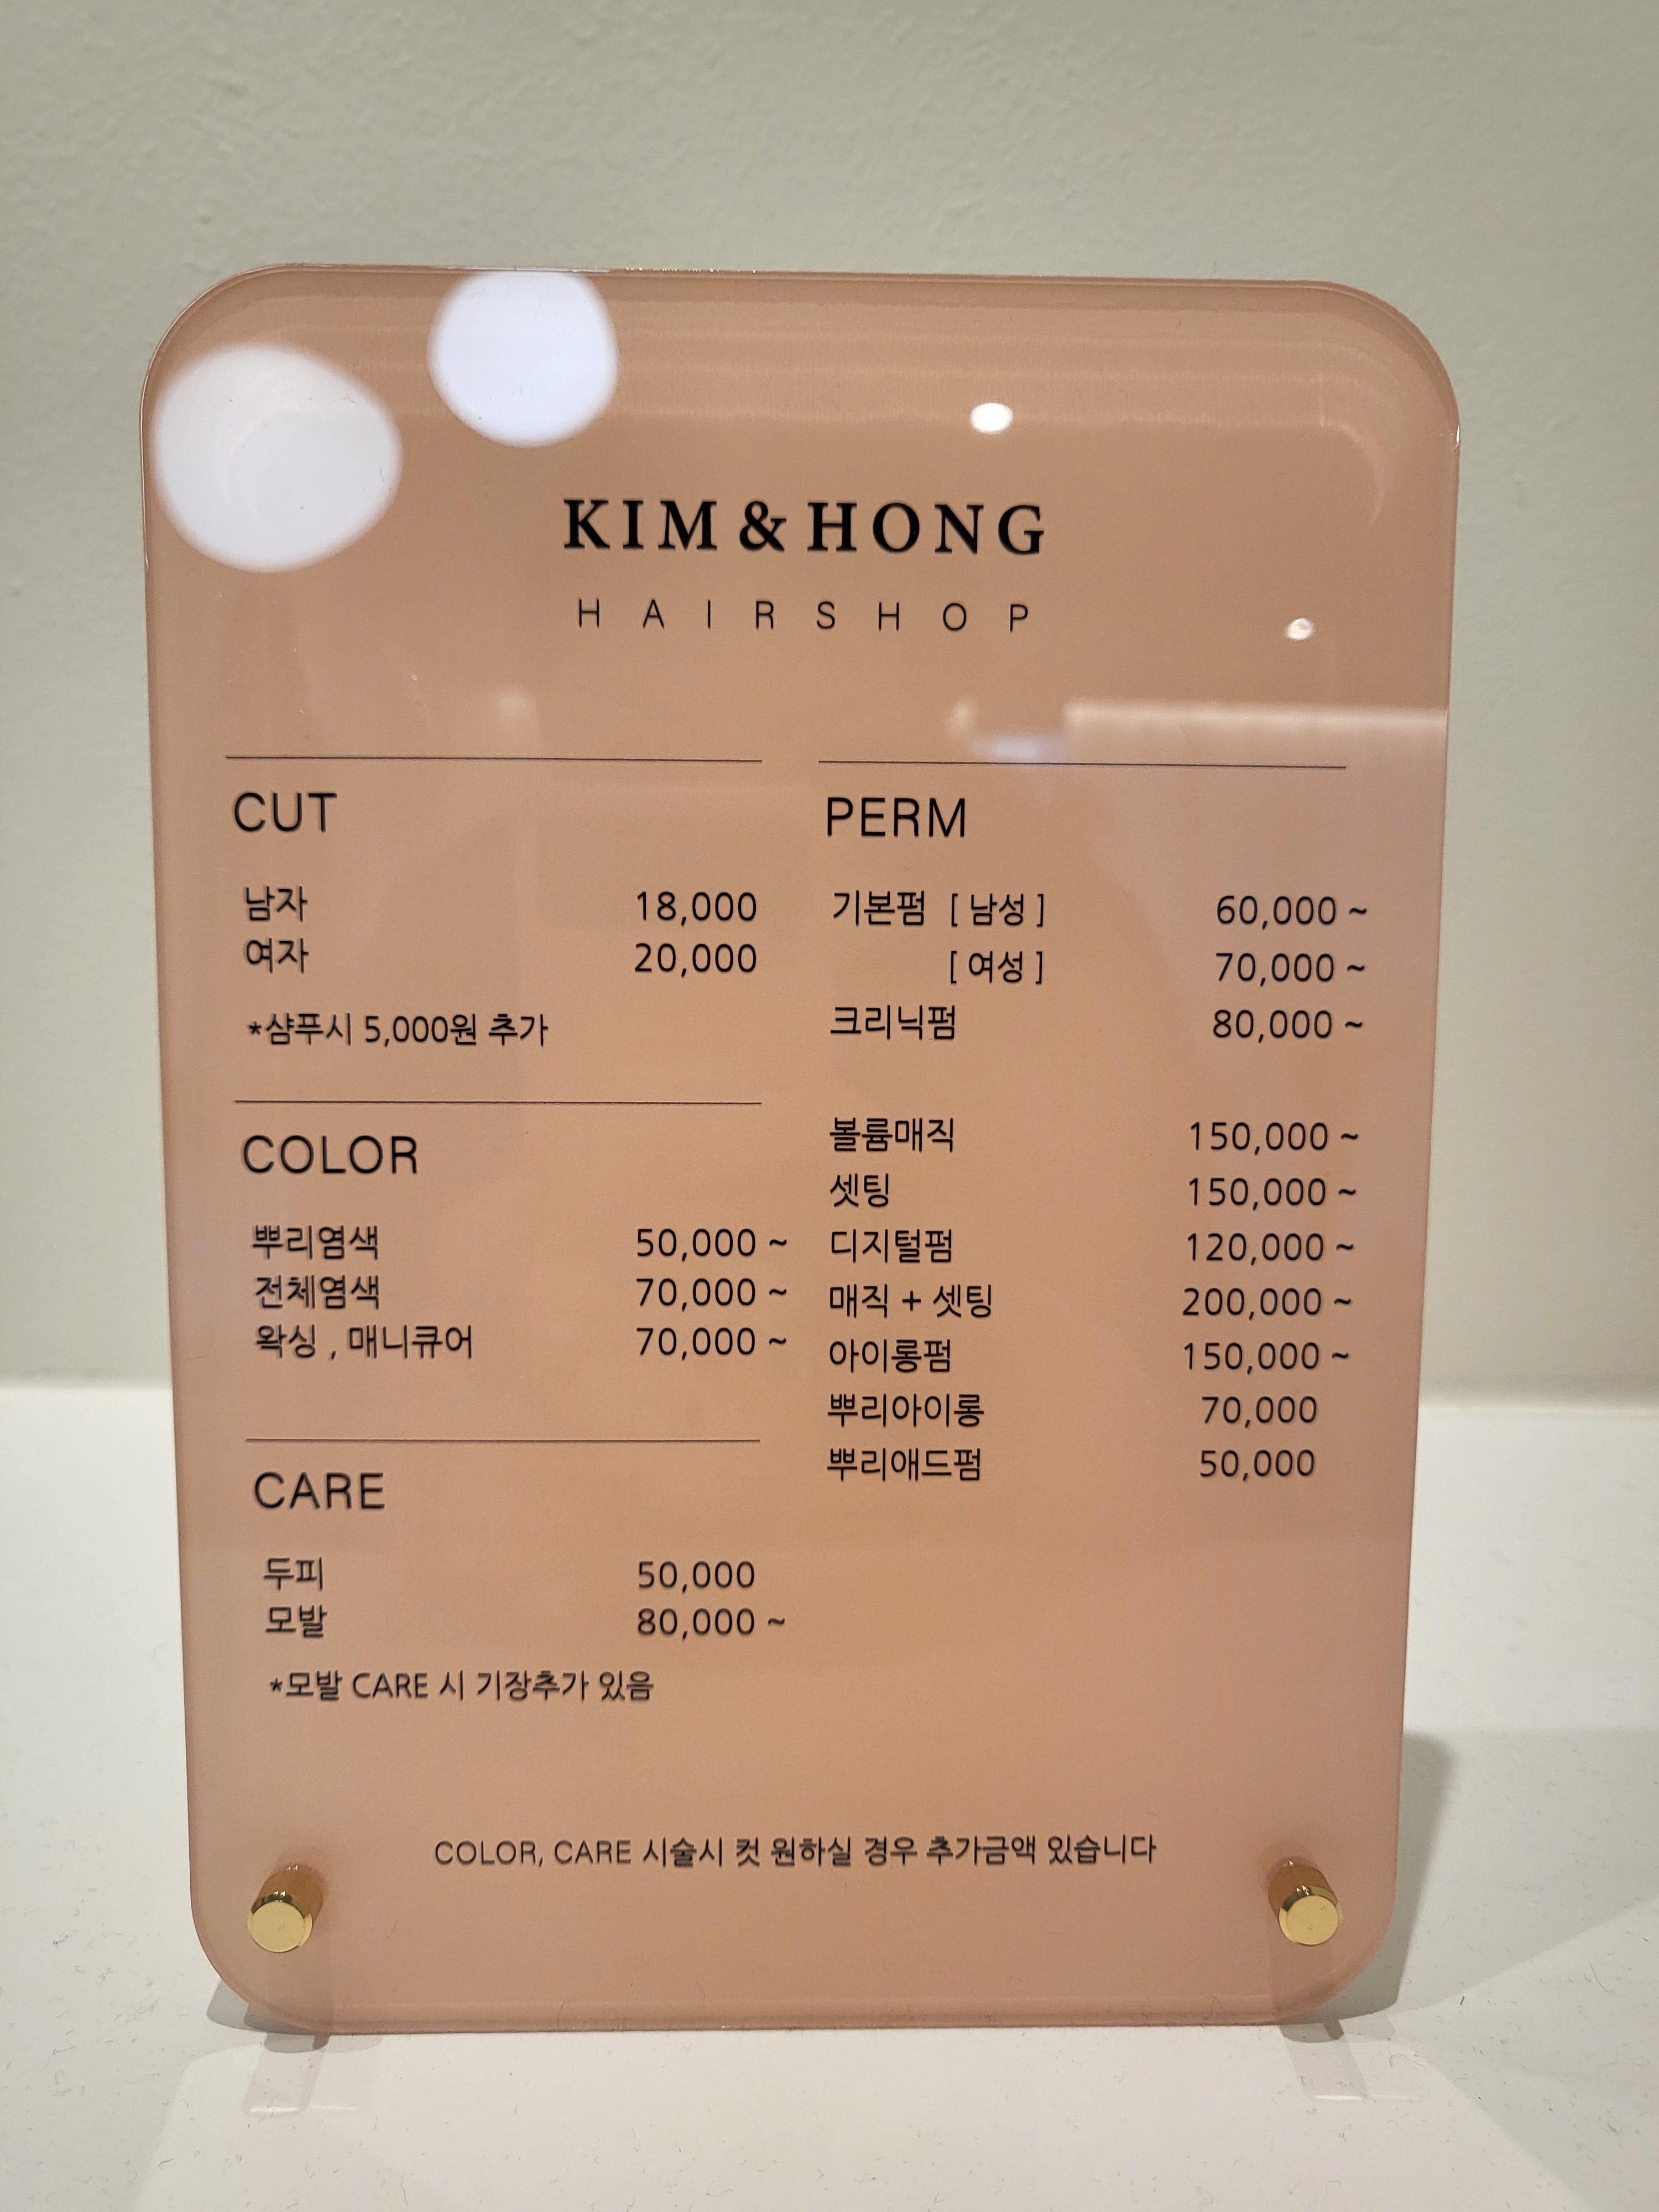 KIM & HONG
HAIRSHOP
CUT
남자 18,000
여자 20,000
*샴푸시 5,000원 추가
COLOR
뿌리염색 50,000 ~
전체염색 70,000 ~
왁싱 , 매니큐어 70,000 ~
CARE
두피 50,000
모발 80,000 ~
*모발 CARE 시 기장추가 있음
PERM
기본펌 [ 남성 ] 60,000 ~
[ 여성 ] 70,000 ~
크리닉펌 80,000 ~
볼륨매직 150,000 ~
셋팅 150,000 ~
디지털펌 120,000 ~
매직 + 셋팅 200,000 ~
아이롱펌 150,000 ~
뿌리아이롱 70,000
뿌리애드펌 50,000
COLOR, CARE 시술시 컷 원하실 경우 추가금액 있습니다